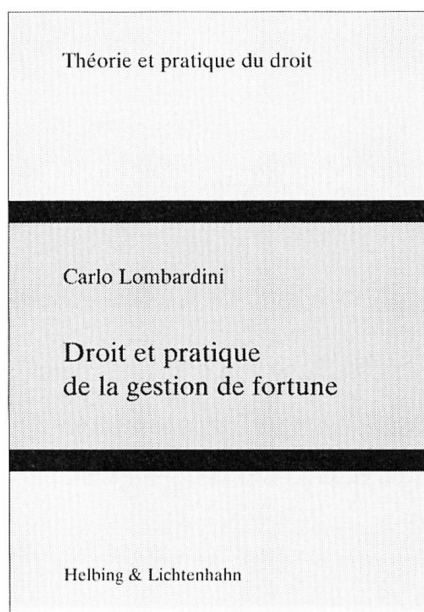 Théorie et pratique du droit
Carlo Lombardini
Droit et pratique
de la gestion de fortune
Helbing & Lichtenhahn